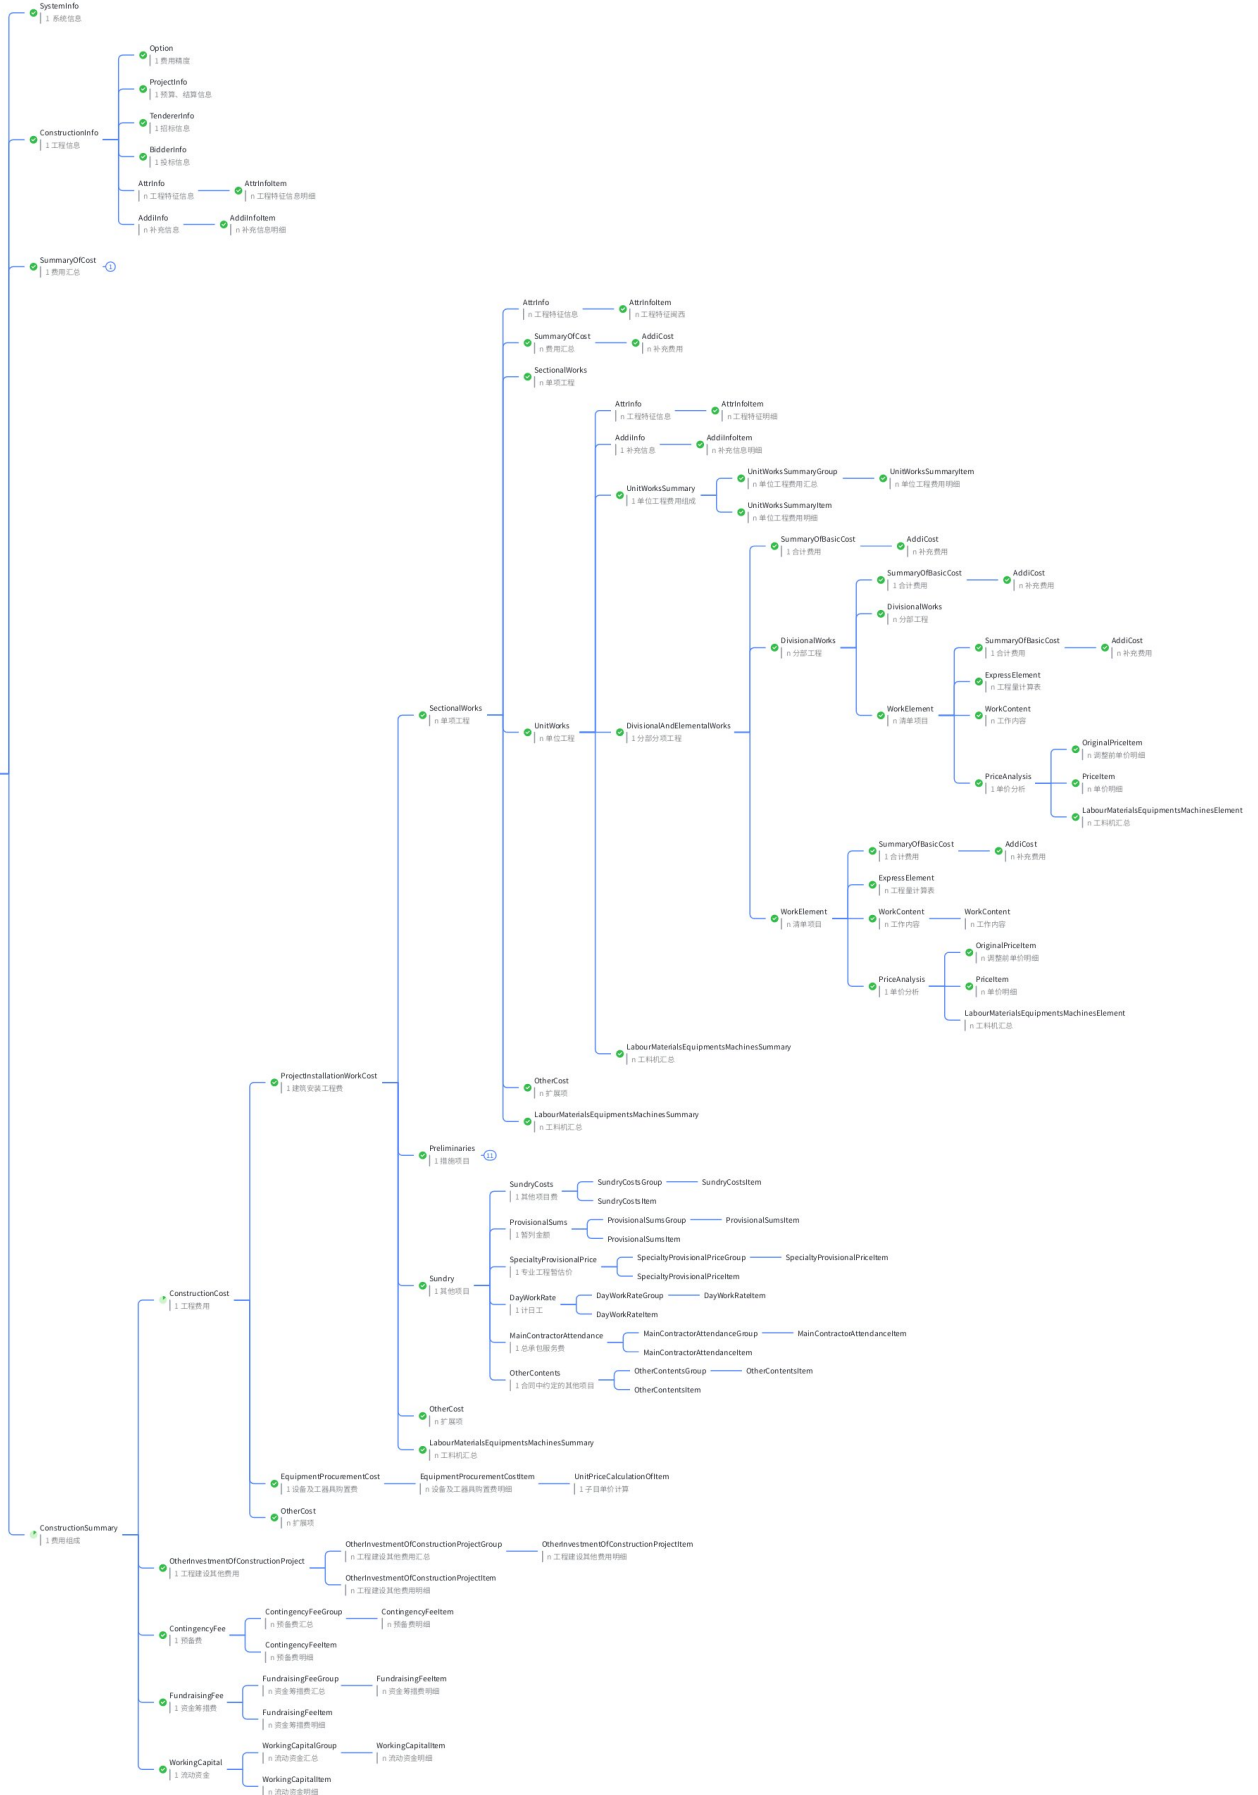 SystemInfo
1 系统信息
Option
1 费用精度
ProjectInfo
1 预算、结算信息
TendererInfo
1 招标信息
ConstructionInfo
1 工程信息
BidderInfo
1 投标信息
AttrInfo
n 工程特征信息
AttrInfoItem
n 工程特征信息明细
AddiInfo
n 补充信息
AddiInfoItem
n 补充信息明细
SummaryOfCost
1 费用汇总
1
AttrInfo
n 工程特征信息
AttrInfoItem
n 工程特征闽西
SummaryOfCost
n 费用汇总
AddiCost
n 补充费用
SectionalWorks
n 单项工程
AttrInfo
n 工程特征信息
AttrInfoItem
n 工程特征明细
AddiInfo
1 补充信息
AddiInfoItem
n 补充信息明细
UnitWorksSummary
1 单位工程费用组成
UnitWorksSummaryGroup
n 单位工程费用汇总
UnitWorksSummaryItem
n 单位工程费用明细
UnitWorksSummaryItem
n 单位工程费用明细
SummaryOfBasicCost
1 合计费用
AddiCost
n 补充费用
SummaryOfBasicCost
1 合计费用
AddiCost
n 补充费用
DivisionalWorks
n 分部工程
DivisionalWorks
n 分部工程
SummaryOfBasicCost
1 合计费用
AddiCost
n 补充费用
ExpressElement
n 工程量计算表
WorkElement
n 清单项目
WorkContent
n 工作内容
SectionalWorks
n 单项工程
UnitWorks
n 单位工程
DivisionalAndElementalWorks
1 分部分项工程
OriginalPriceItem
n 调整前单价明细
PriceAnalysis
1 单价分析
PriceItem
n 单价明细
LabourMaterialsEquipmentsMachinesElement
n 工料机汇总
SummaryOfBasicCost
1 合计费用
AddiCost
n 补充费用
ExpressElement
n 工程量计算表
WorkElement
n 清单项目
WorkContent
n 工作内容
WorkContent
n 工作内容
OriginalPriceItem
n 调整前单价明细
PriceAnalysis
1 单价分析
PriceItem
n 单价明细
LabourMaterialsEquipmentsMachinesElement
n 工料机汇总
LabourMaterialsEquipmentsMachinesSummary
n 工料机汇总
ProjectInstallationWorkCost
1 建筑安装工程费
OtherCost
n 扩展项
LabourMaterialsEquipmentsMachinesSummary
n 工料机汇总
Preliminaries
1 措施项目
11
SundryCosts
1 其他项目费
SundryCostsGroup
SundryCostsItem
SundryCostsItem
ProvisionalSums
1 暂列金额
ProvisionalSumsGroup
ProvisionalSumsItem
ProvisionalSumsItem
SpecialtyProvisionalPrice
1 专业工程暂估价
SpecialtyProvisionalPriceGroup
SpecialtyProvisionalPriceItem
SpecialtyProvisionalPriceItem
Sundry
1 其他项目
DayWorkRate
1 计日工
DayWorkRateGroup
DayWorkRateItem
DayWorkRateItem
MainContractorAttendance
1 总承包服务费
MainContractorAttendanceGroup
MainContractorAttendanceItem
MainContractorAttendanceItem
OtherContents
1 合同中约定的其他项目
OtherContentsGroup
OtherContentsItem
OtherContentsItem
ConstructionCost
1 工程费用
OtherCost
n 扩展项
LabourMaterialsEquipmentsMachinesSummary
n 工料机汇总
EquipmentProcurementCost
1 设备及工器具购置费
EquipmentProcurementCostItem
n 设备及工器具购置费明细
UnitPriceCalculationOfItem
1 子目单价计算
OtherCost
n 扩展项
ConstructionSummary
1 费用组成
OtherInvestmentOfConstructionProject
1 工程建设其他费用
OtherInvestmentOfConstructionProjectGroup
n 工程建设其他费用汇总
OtherInvestmentOfConstructionProjectItem
n 工程建设其他费用明细
OtherInvestmentOfConstructionProjectItem
n 工程建设其他费用明细
ContingencyFee
1 预备费
ContingencyFeeGroup
n 预备费汇总
ContingencyFeeItem
n 预备费明细
ContingencyFeeItem
n 预备费明细
FundraisingFee
1 资金筹措费
FundraisingFeeGroup
n 资金筹措费汇总
FundraisingFeeItem
n 资金筹措费明细
FundraisingFeeItem
n 资金筹措费明细
WorkingCapital
1 流动资金
WorkingCapitalGroup
n 流动资金汇总
WorkingCapitalItem
n 流动资金明细
WorkingCapitalItem
n 流动资金明细